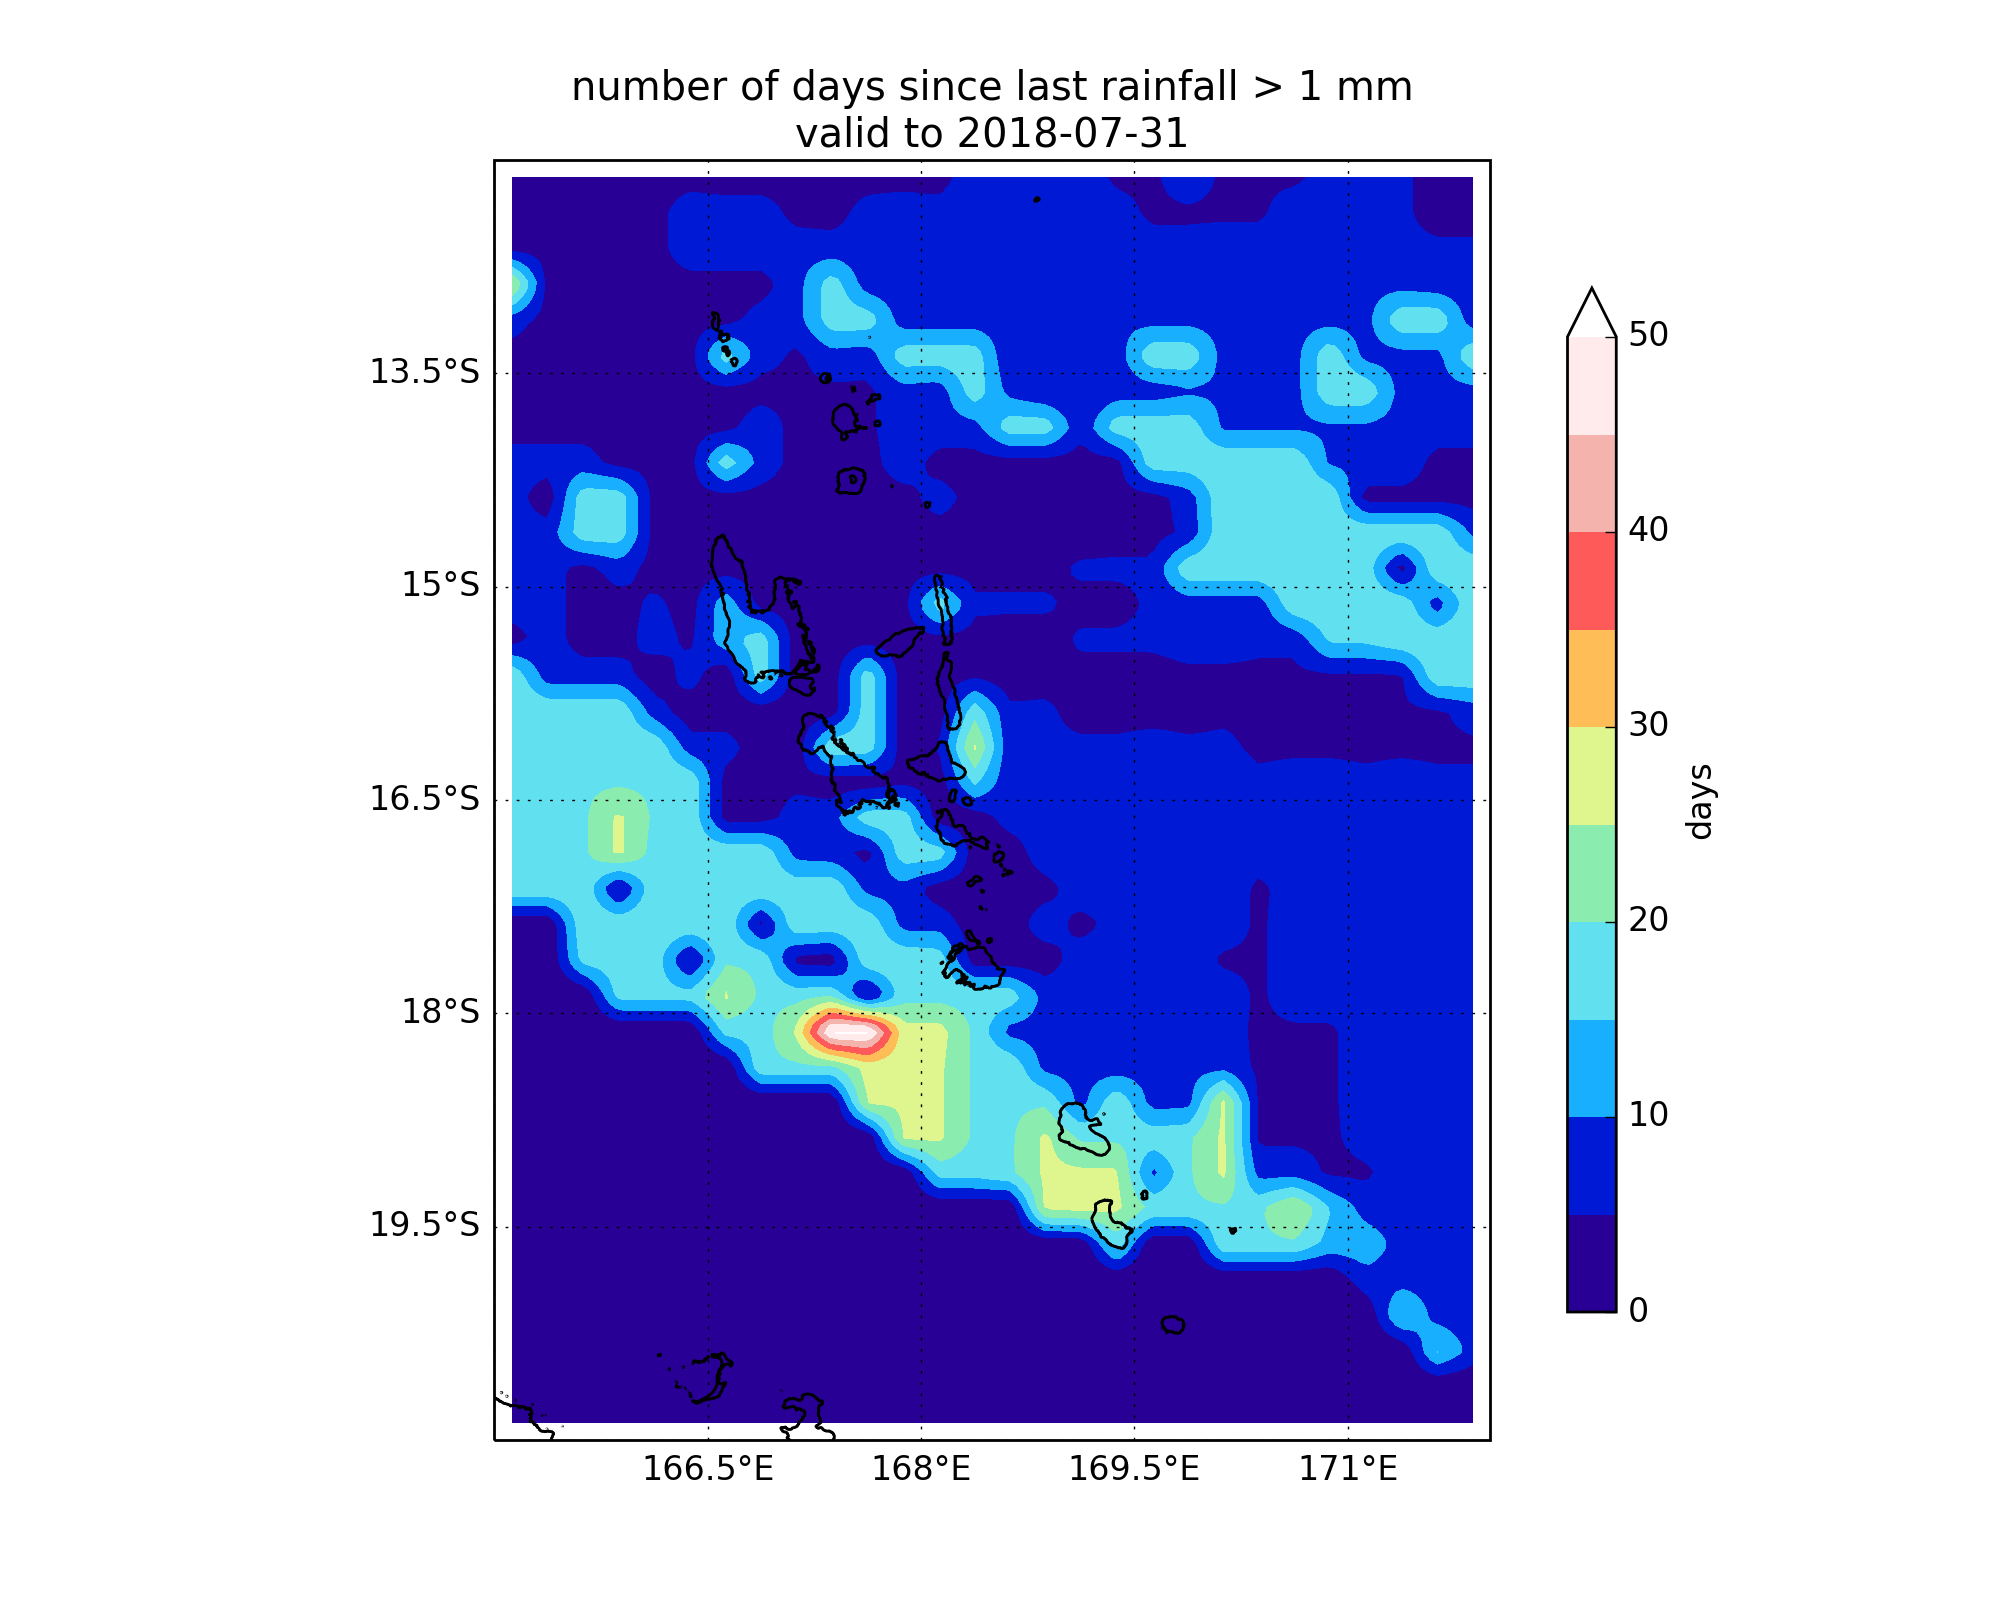 number of days since last rainfall > 1 mm
valid to 2018-07-31
13.5°S
15°S
16.5°S
18°S
19.5°S
166.5°E
168°E
169.5°E
171°E
50
40
30
20
10
0
days